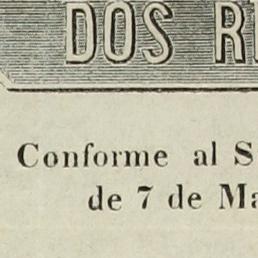 DOS R
Conforme al S
de 7 de Ma